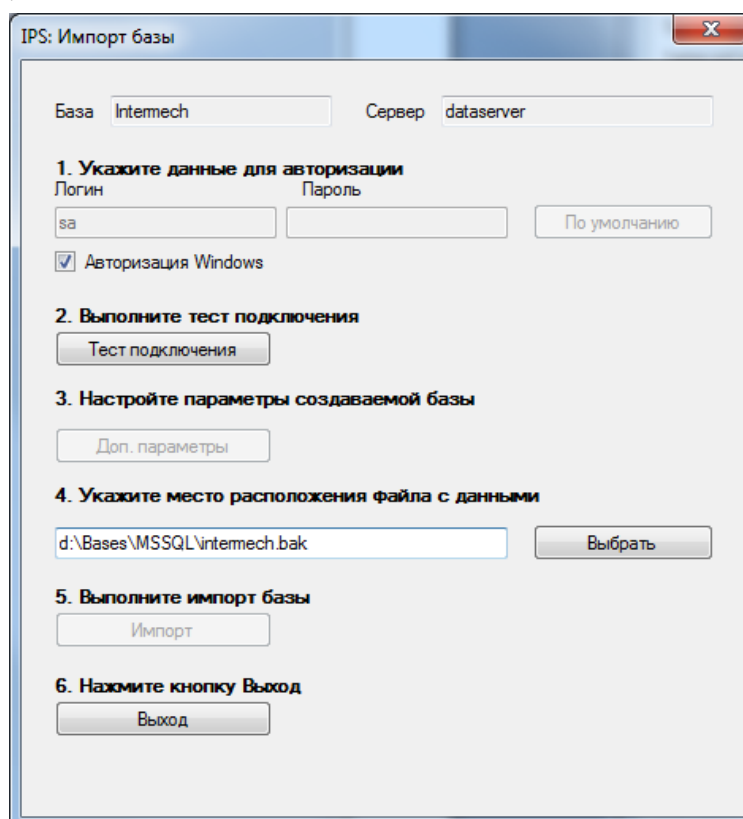 IPS: Импорт базы
База Intermech Сервер dataserver
1. Укажите данные для авторизации
Логин Пароль
sa По умолчанию
Авторизация Windows
2. Выполните тест подключения
Тест подключения
3. Настройте параметры создаваемой базы
Доп. параметры
4. Укажите место расположения файла с данными
d:\Bases\MSSQL\intermech.bak Выбрать
5. Выполните импорт базы
Импорт
6. Нажмите кнопку Выход
Выход